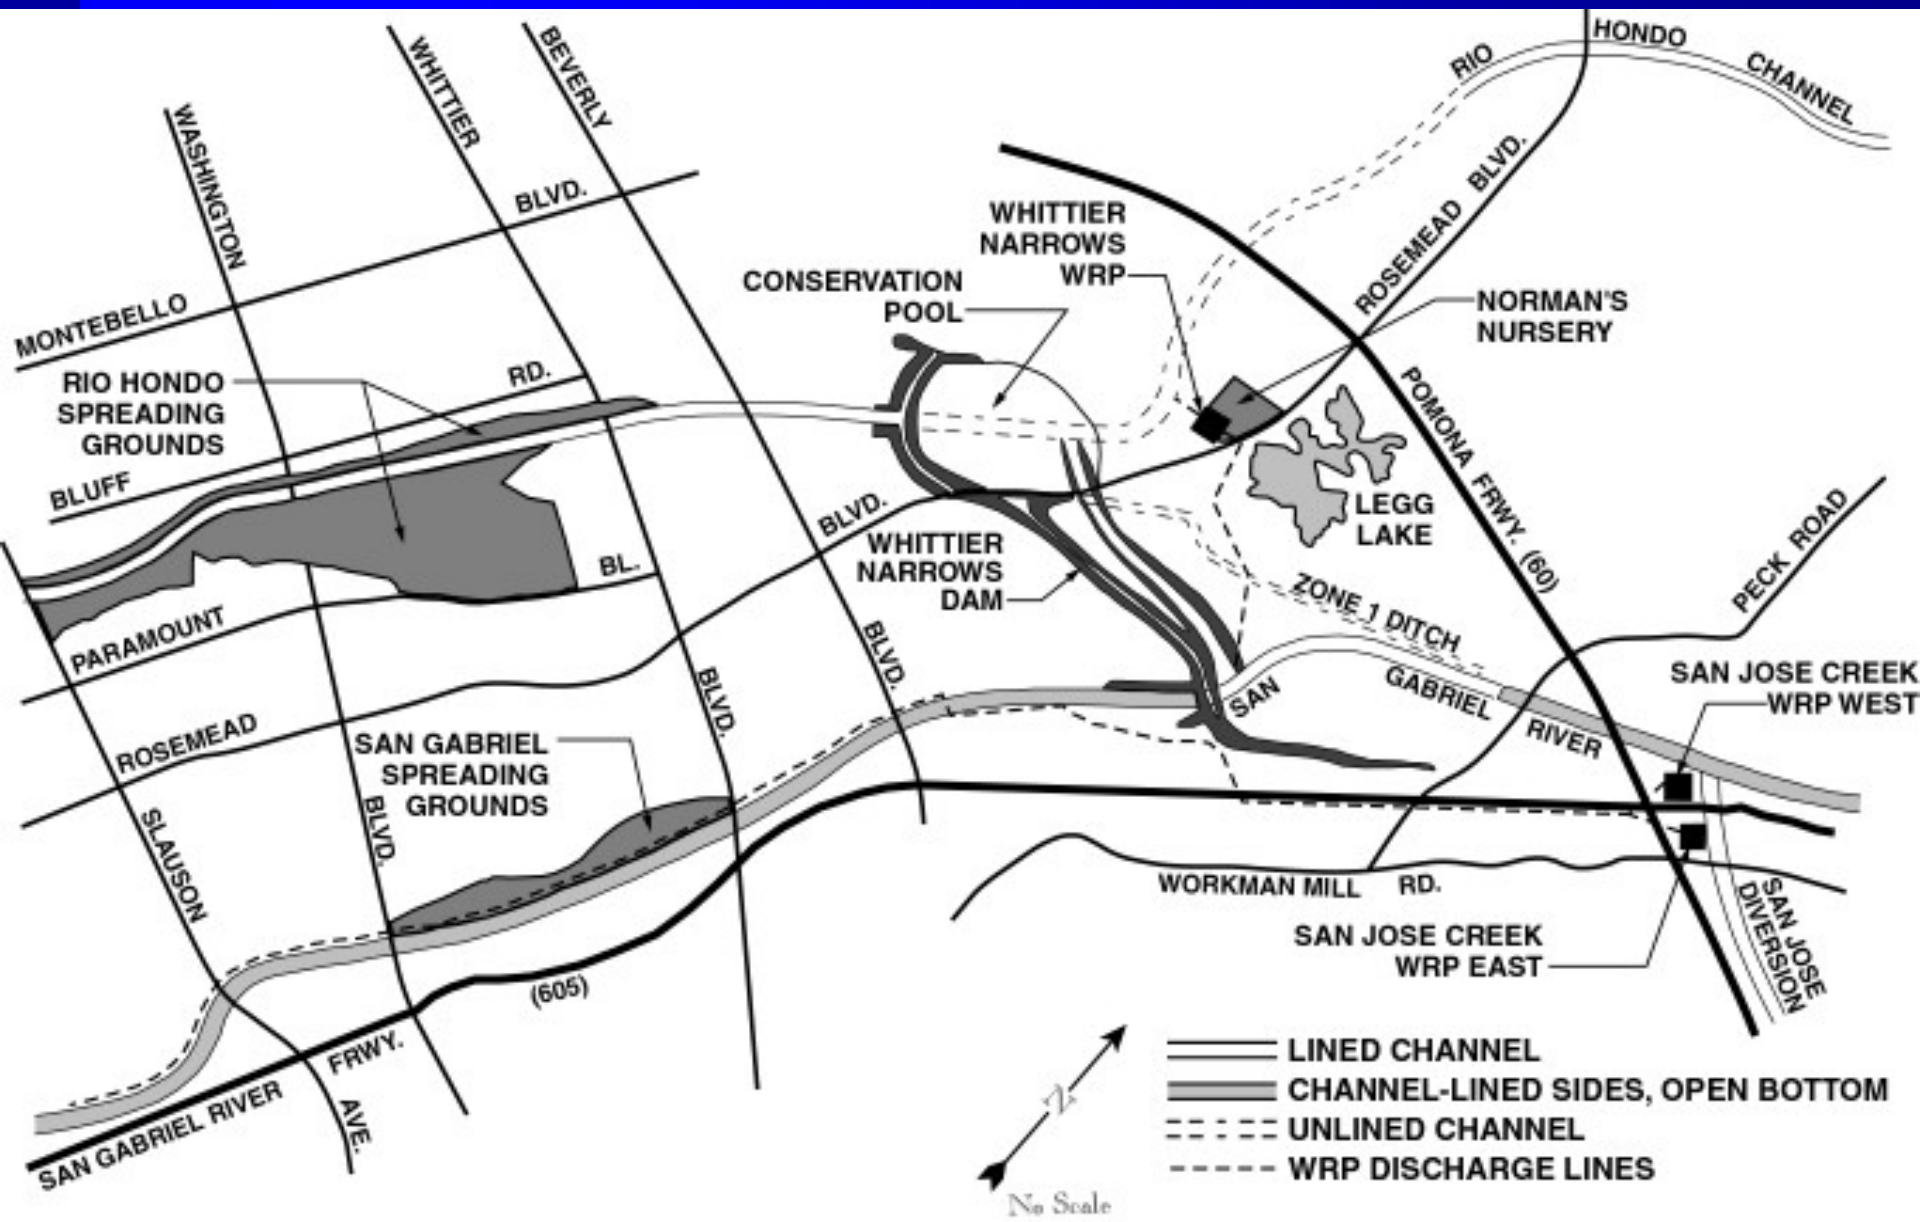 RIO
HONDO
CHANNEL
WHITTIER
BEVERLY
WASHINGTON
BLVD.
MONTEBELLO
WHITTIER
NARROWS
WRP
CONSERVATION
POOL
ROSEMEAD BLVD.
NORMAN'S
NURSERY
RIO HONDO
SPREADING
GROUNDS
RD.
BLUFF
POMONA FRWY. (60)
LEGG
LAKE
PECK ROAD
BLVD.
WHITTIER
NARROWS
DAM
BL.
PARAMOUNT
ZONE 1 DITCH
BLVD.
BLVD.
SAN
GABRIEL
RIVER
SAN JOSE CREEK
WRP WEST
ROSEMEAD
SAN GABRIEL
SPREADING
GROUNDS
SLAUSON
BLVD.
WORKMAN MILL RD.
SAN JOSE CREEK
WRP EAST
SAN JOSE
DIVERSION
(605)
SAN GABRIEL RIVER FRWY.
AVE.
N
No Scale
LINED CHANNEL
CHANNEL-LINED SIDES, OPEN BOTTOM
UNLINED CHANNEL
WRP DISCHARGE LINES